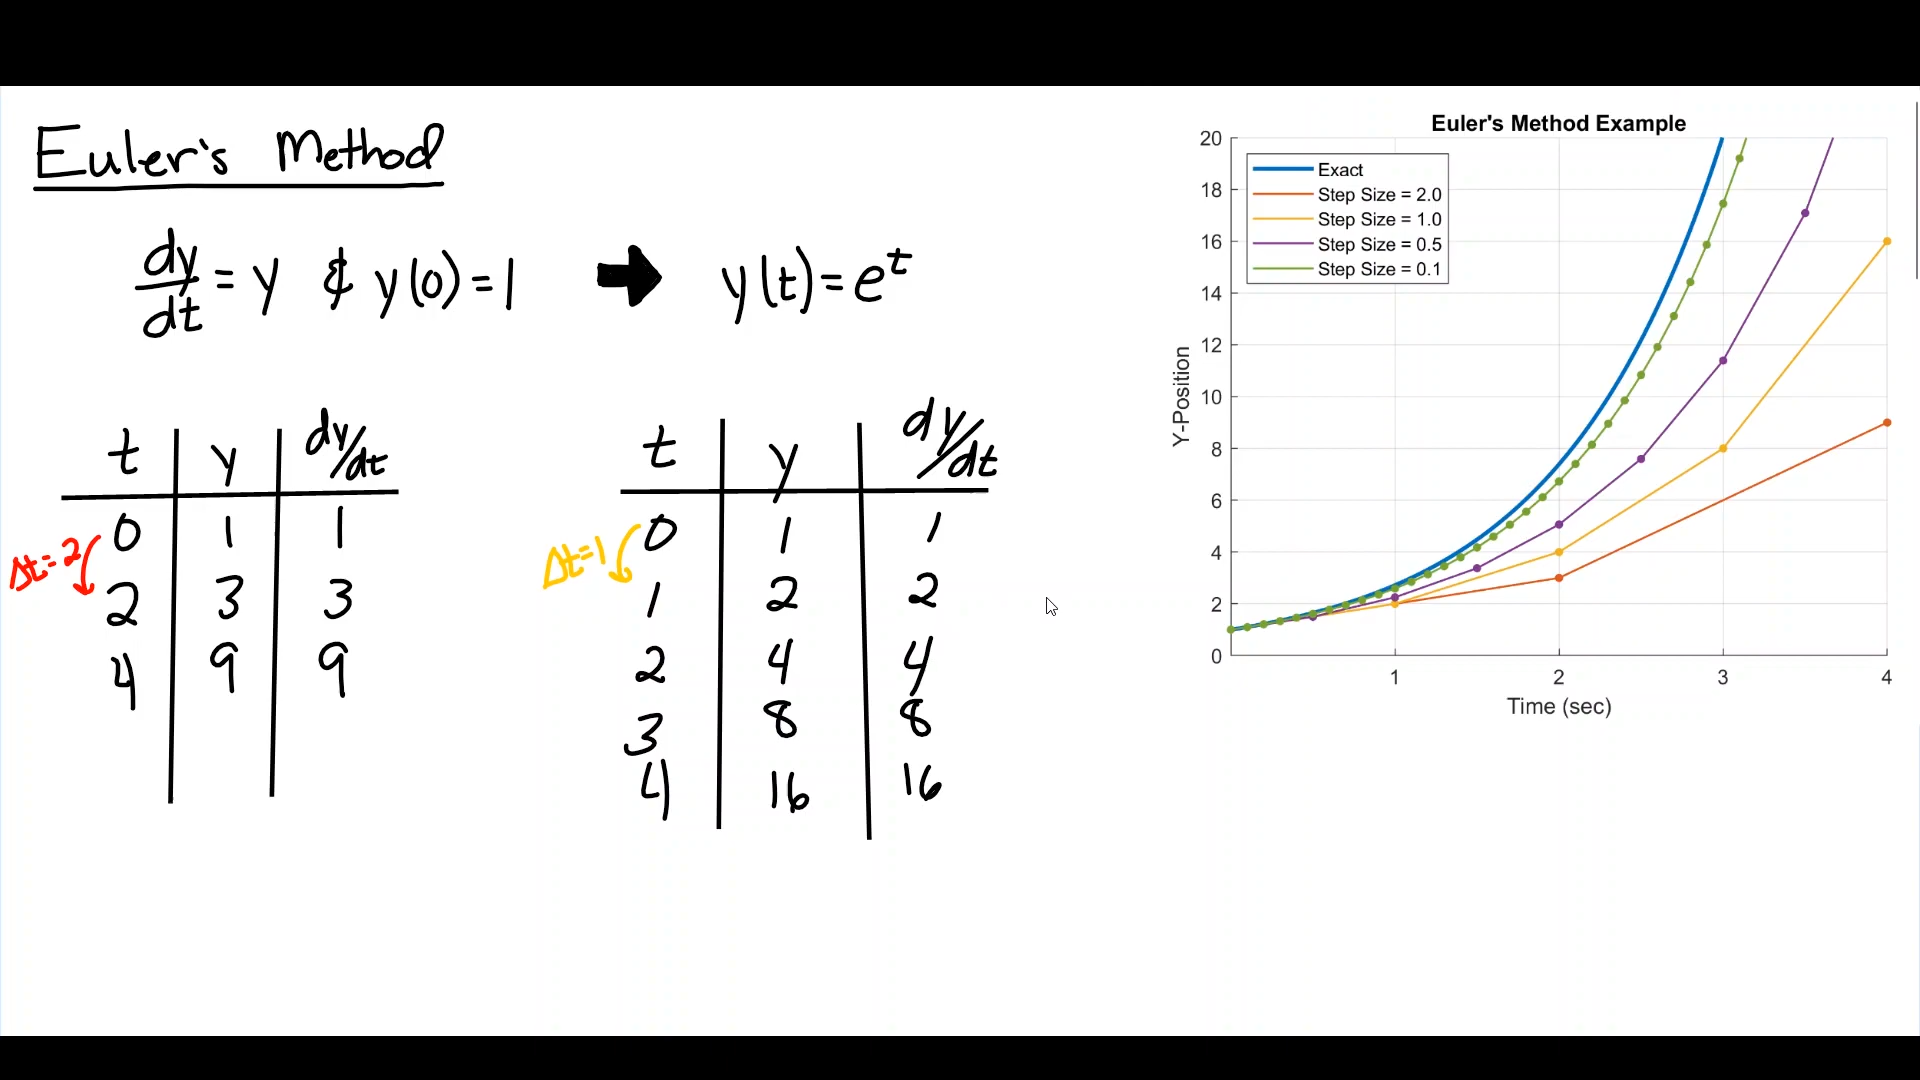 Euler's Method
dy/dt = y & y(0)=1 → y(t)=e^t
t y dy/dt
0 1 1
2 3 3
4 9 9
Δt=2
t y dy/dt
0 1 1
1 2 2
2 4 4
3 8 8
4 16 16
Δt=1
Euler's Method Example
Exact
Step Size = 2.0
Step Size = 1.0
Step Size = 0.5
Step Size = 0.1
20
18
16
14
12
10
8
6
4
2
0
Y-Position
1 2 3 4
Time (sec)